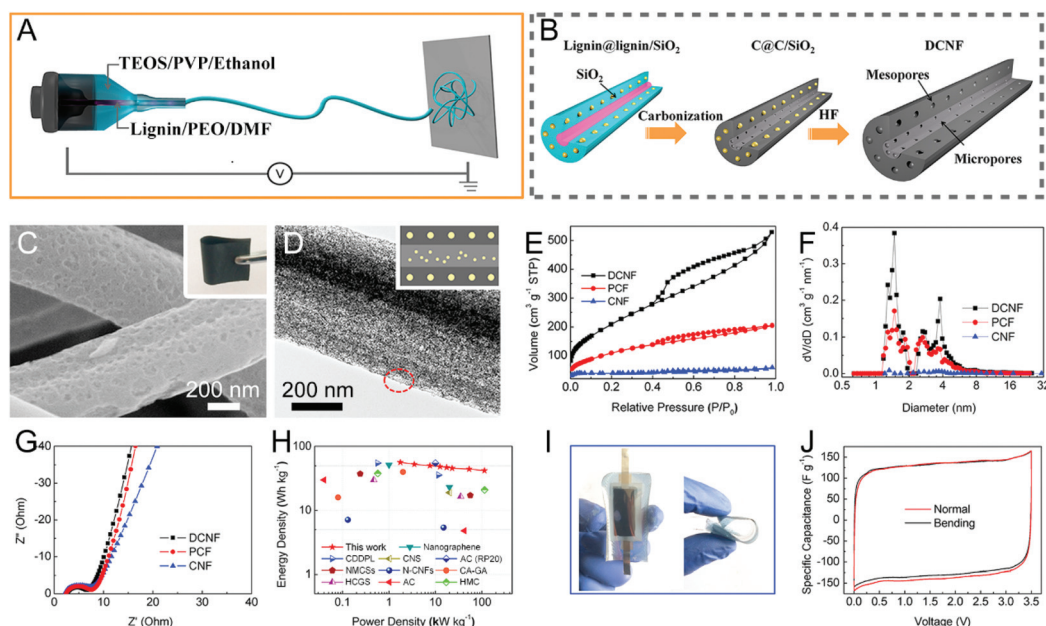 A
TEOS/PVP/Ethanol
Lignin/PEO/DMF
V
B
Lignin@lignin/SiO₂
C@C/SiO₂
DCNF
SiO₂
Mesopores
Carbonization
HF
Micropores
C
200 nm
D
200 nm
E
Volume (cm³ g⁻¹ STP)
500
400
300
200
100
0
DCNF
PCF
CNF
0.0 0.2 0.4 0.6 0.8 1.0
Relative Pressure (P/P₀)
F
dV/dD (cm³ g⁻¹ nm⁻¹)
0.4
0.3
0.2
0.1
0.0
DCNF
PCF
CNF
0.5 1 2 4 8 16 32
Diameter (nm)
G
Z" (Ohm)
-40
-30
-20
-10
0
DCNF
PCF
CNF
0 10 20 30 40
Z' (Ohm)
H
Energy Density (Wh kg⁻¹)
100
10
1
This work Nanographene
CDDPL CNS AC (RP20)
NMCSs N-CNFs CA-GA
HCGS AC HMC
0.1 1 10 100
Power Density (kW kg⁻¹)
I
J
Specific Capacitance (F g⁻¹)
150
100
50
0
-50
-100
-150
Normal
Bending
0.0 0.5 1.0 1.5 2.0 2.5 3.0 3.5
Voltage (V)